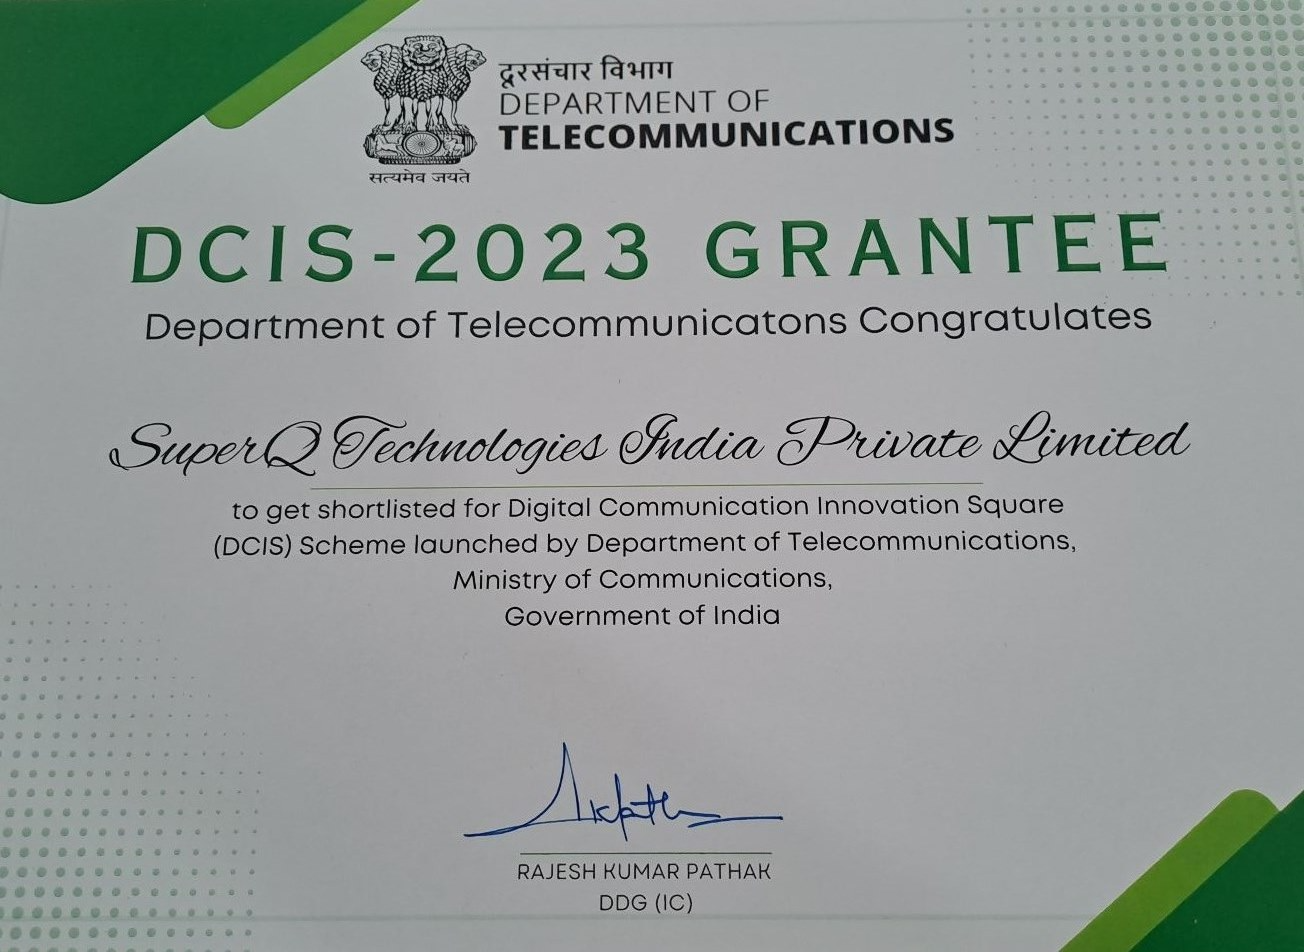 दूरसंचार विभाग
DEPARTMENT OF
TELECOMMUNICATIONS
सत्यमेव जयते
DCIS-2023 GRANTEE
Department of Telecommunicatons Congratulates
SuperQ Technologies India Private Limited
to get shortlisted for Digital Communication Innovation Square
(DCIS) Scheme launched by Department of Telecommunications,
Ministry of Communications,
Government of India
RAJESH KUMAR PATHAK
DDG (IC)